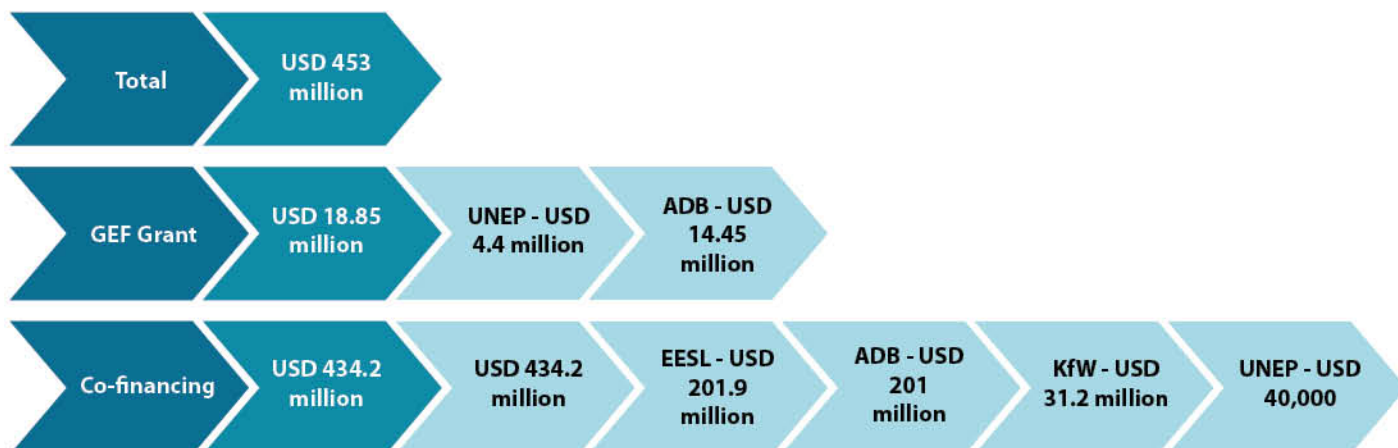 Total
USD 453
million
GEF Grant
USD 18.85
million
UNEP - USD
4.4 million
ADB - USD
14.45
million
Co-financing
USD 434.2
million
USD 434.2
million
EESL - USD
201.9
million
ADB - USD
201
million
KfW - USD
31.2 million
UNEP - USD
40,000